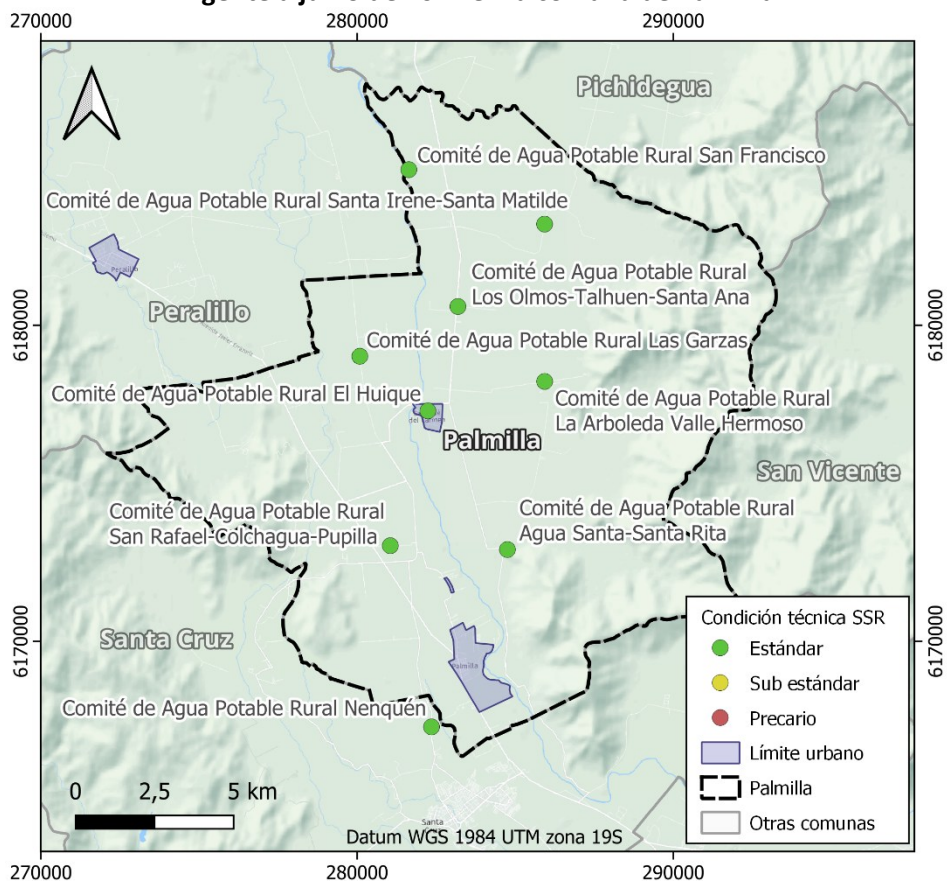 270000
280000
290000
Pichidegua
Comité de Agua Potable Rural San Francisco
Comité de Agua Potable Rural Santa Irene-Santa Matilde
Comité de Agua Potable Rural
Los Olmos-Talhuen-Santa Ana
Peralillo
Peralillo
6180000
6180000
Comité de Agua Potable Rural Las Garzas
Comité de Agua Potable Rural El Huique
Comité de Agua Potable Rural
La Arboleda Valle Hermoso
Palmilla
San Vicente
Comité de Agua Potable Rural
San Rafael-Colchagua-Pupilla
Comité de Agua Potable Rural
Agua Santa-Santa Rita
Santa Cruz
6170000
6170000
Palmilla
Comité de Agua Potable Rural Nenquén
Condición técnica SSR
Estándar
Sub estándar
Precario
Límite urbano
Palmilla
Otras comunas
0 2,5 5 km
Santa
Datum WGS 1984 UTM zona 19S
270000
280000
290000